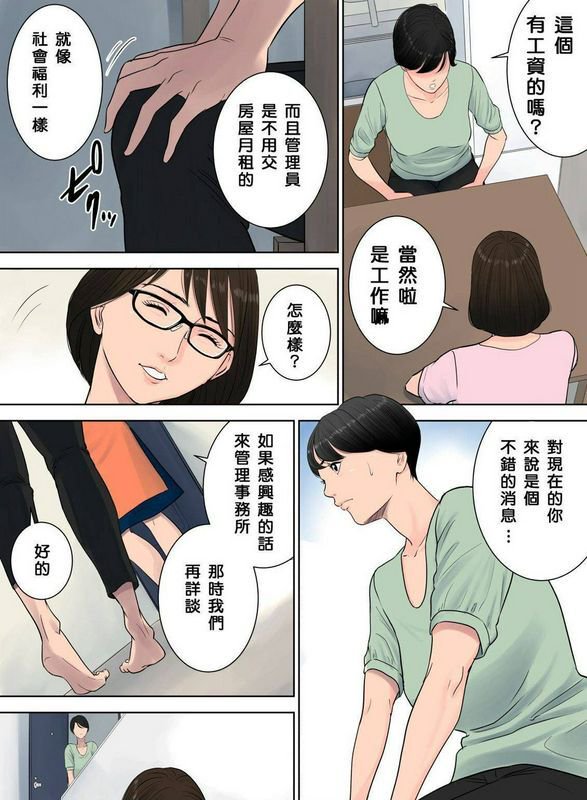 這個
有工資的嗎？
當然啦
是工作嘛
而且管理員
是不用交
房屋月租的
就像
社會福利一樣
怎麼樣？
對現在的你
來說是個
不錯的消息…
如果感興趣的話
來管理事務所
那時我們
再詳談
好的